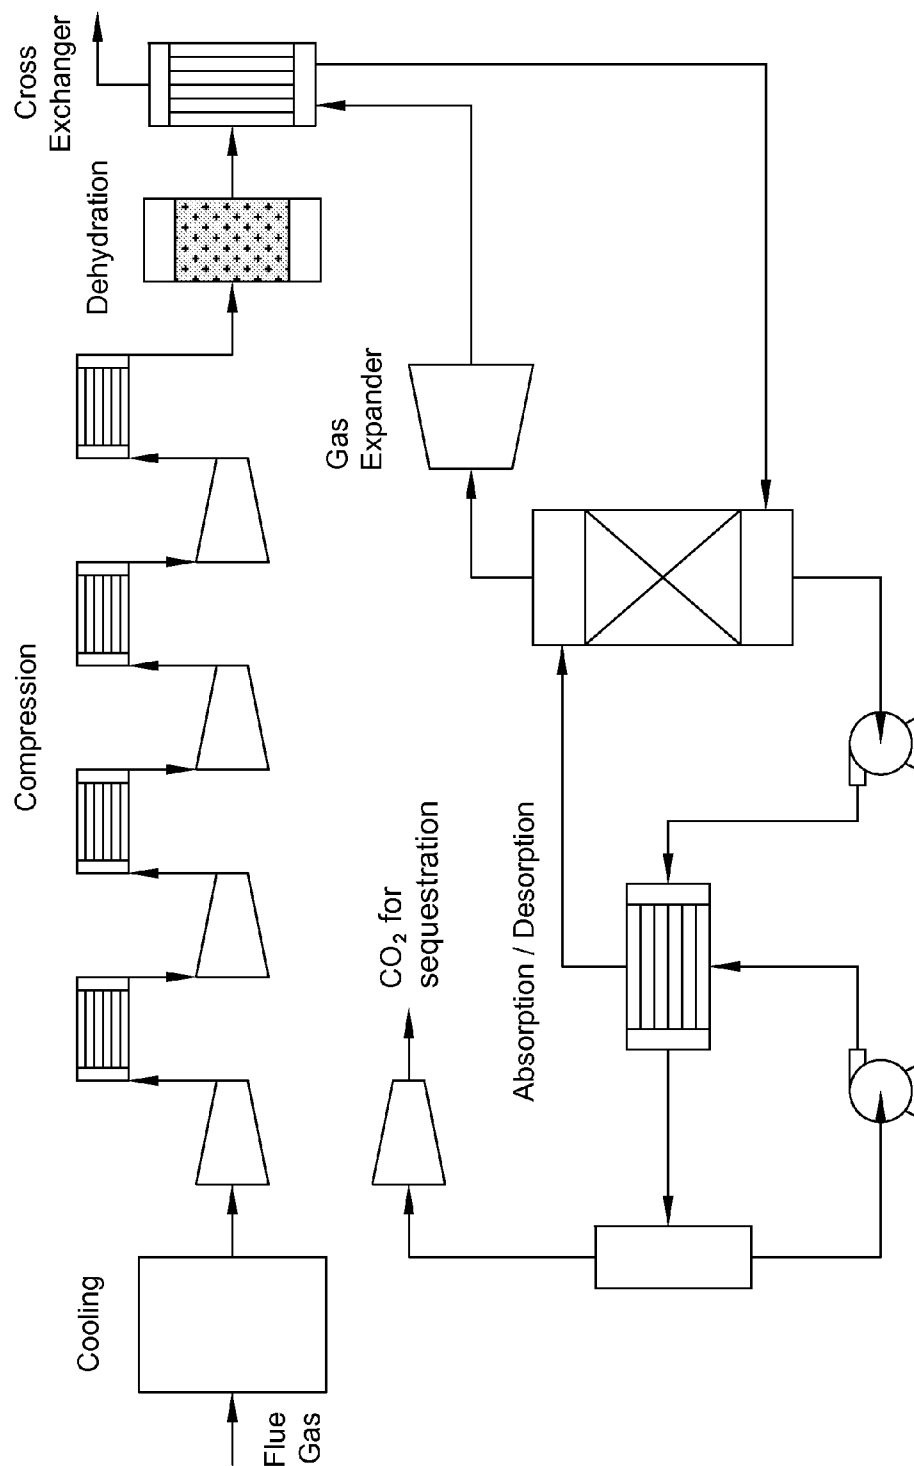 Flue
Gas
Cooling
Compression
Dehydration
Cross
Exchanger
CO₂ for
sequestration
Gas
Expander
Absorption / Desorption